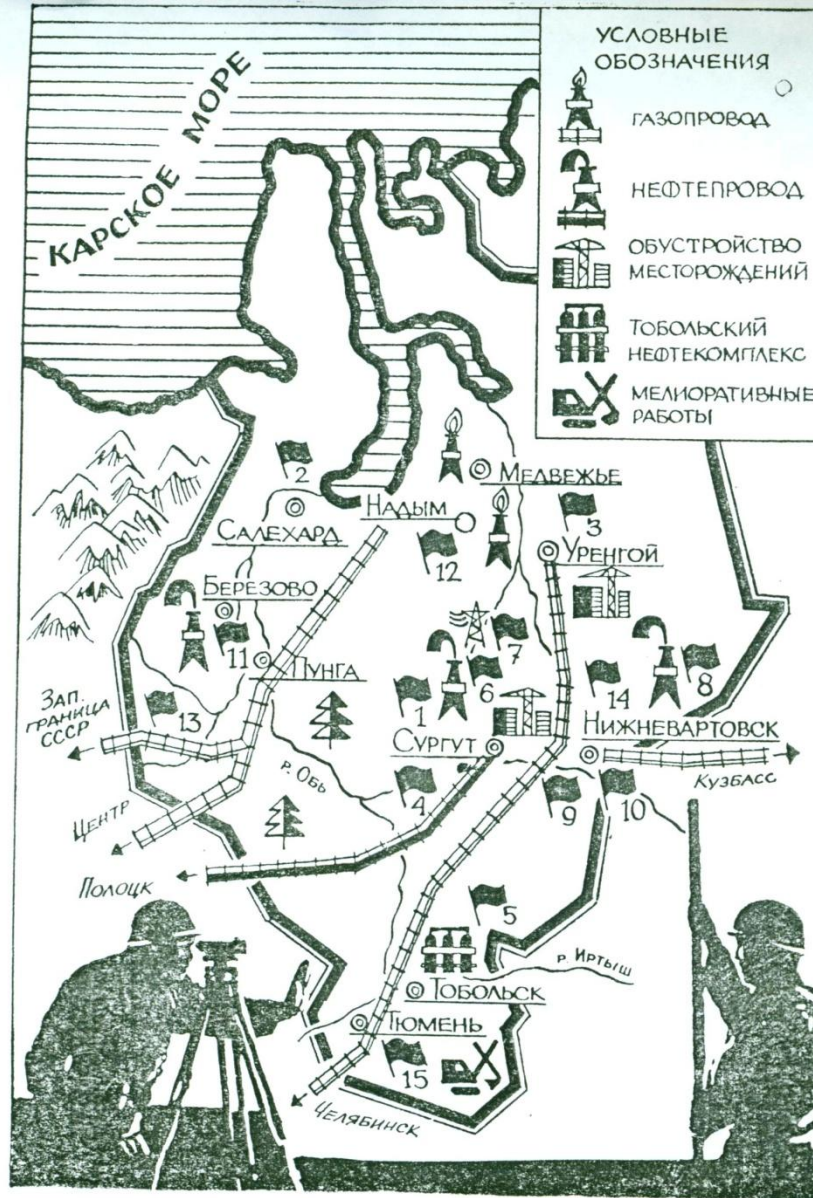 КАРСКОЕ МОРЕ
УСЛОВНЫЕ
ОБОЗНАЧЕНИЯ
ГАЗОПРОВОД
НЕФТЕПРОВОД
ОБУСТРОЙСТВО
МЕСТОРОЖДЕНИЙ
ТОБОЛЬСКИЙ
НЕФТЕКОМПЛЕКС
МЕЛИОРАТИВНЫЕ
РАБОТЫ
2
САЛЕХАРД
НАДЫМ
МЕДВЕЖЬЕ
3
УРЕНГОЙ
12
БЕРЕЗОВО
11
ПУНГА
7
6
1
14
8
13
ЗАП.
ГРАНИЦА
СССР
СУРГУТ
НИЖНЕВАРТОВСК
КУЗБАСС
р. ОБЬ
4
9
10
ЦЕНТР
ПОЛОЦК
5
р. ИРТЫШ
ТОБОЛЬСК
ТЮМЕНЬ
15
ЧЕЛЯБИНСК